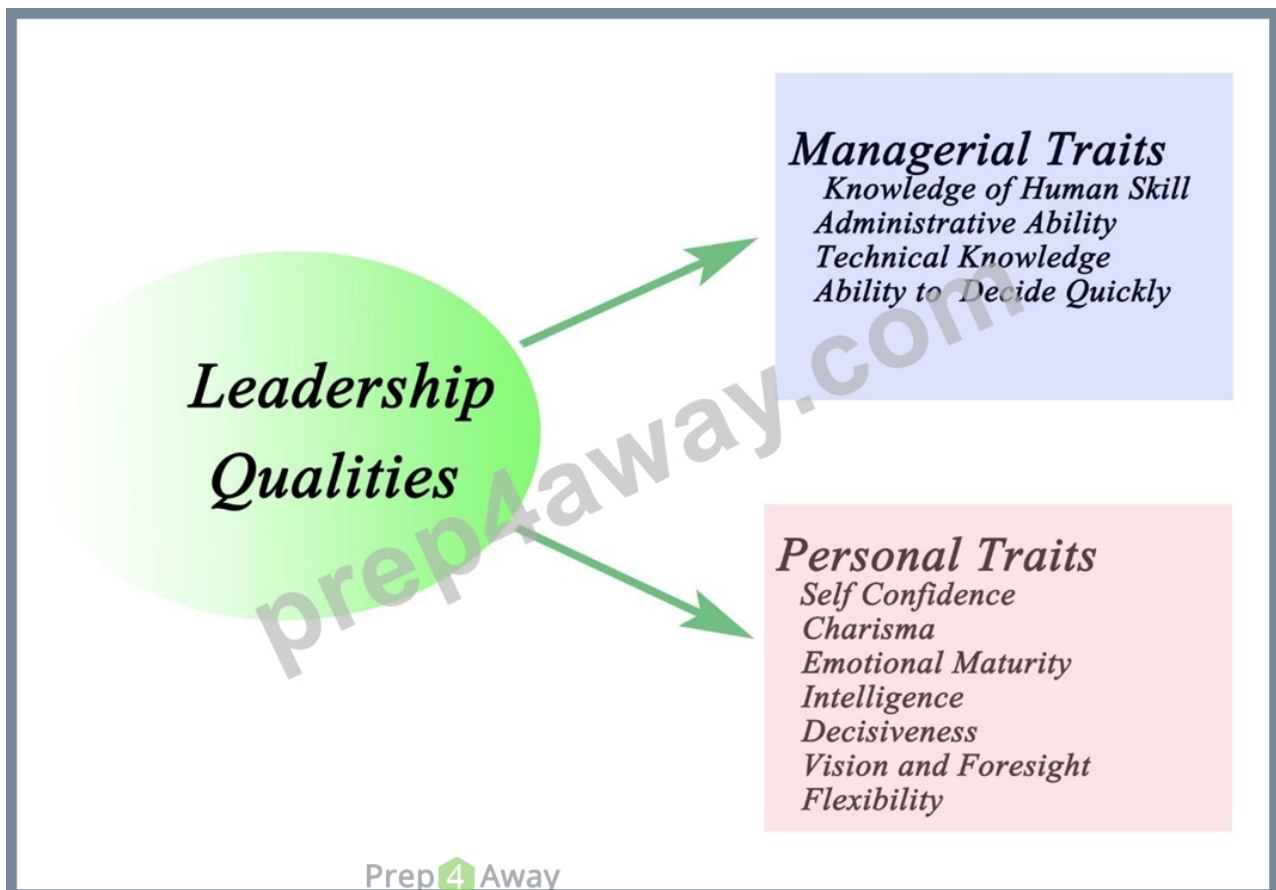 Leadership
Qualities
Managerial Traits
Knowledge of Human Skill
Administrative Ability
Technical Knowledge
Ability to Decide Quickly
Personal Traits
Self Confidence
Charisma
Emotional Maturity
Intelligence
Decisiveness
Vision and Foresight
Flexibility
prep4away.com
Prep 4 Away